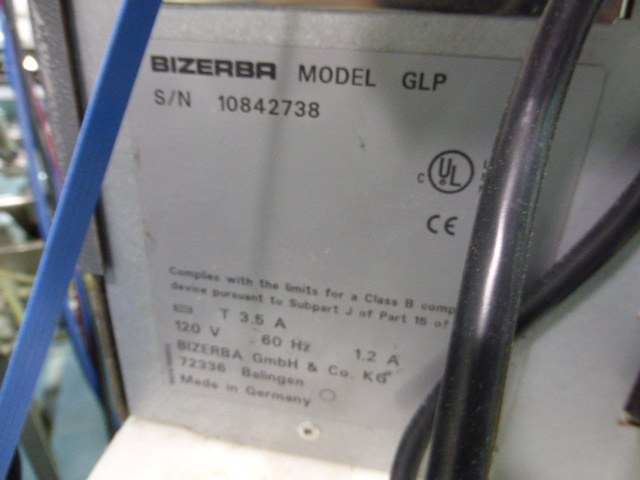 BIZERBA MODEL GLP
S/N 10842738
C UL
CE
Complies with the limits for a Class B
device pursuant to Subpart J of Part 15 of
T 3.5 A
120 V 60 Hz 1.2 A
BIZERBA GmbH & Co. KG
72336 Balingen
Made in Germany